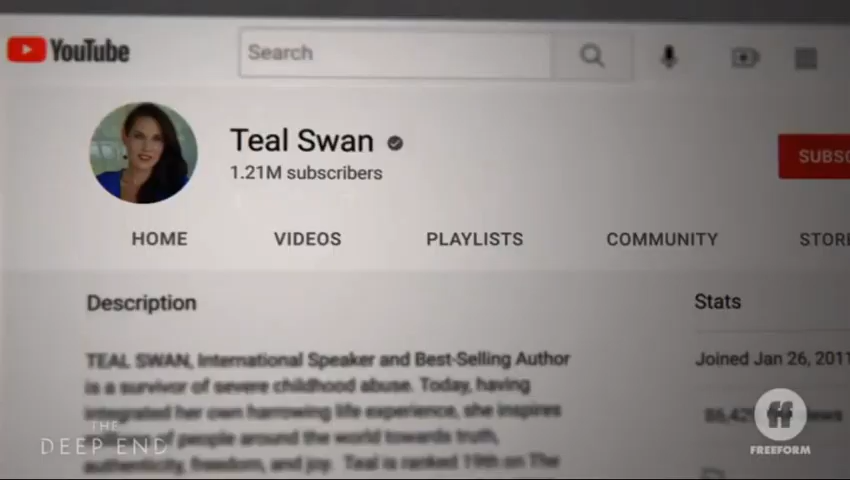 YouTube
Search
Teal Swan
1.21M subscribers
SUBSC
HOME VIDEOS PLAYLISTS COMMUNITY STORE
Description
Stats
TEAL SWAN, International Speaker and Best-Selling Author
Joined Jan 26, 2011
is a survivor of severe childhood abuse. Today, having
integrated her own harrowing life experience, she inspires
of people around the world towards truth,
authenticity, freedom, and joy. Teal is ranked 19th on The
THE
DEEP END
ff
FREEFORM